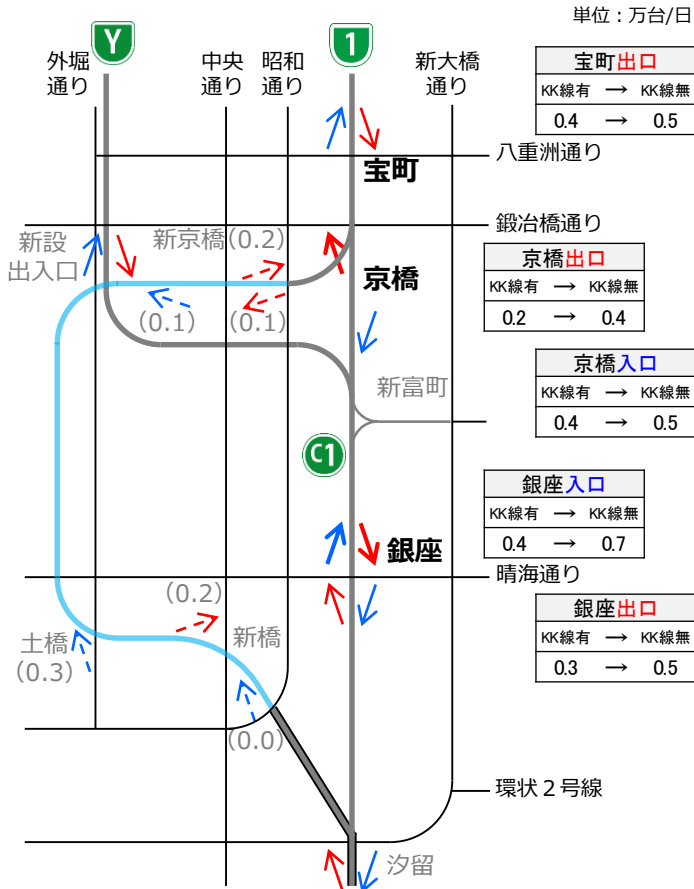 単位：万台/日
Y
1
外堀
通り
中央
通り
昭和
通り
新大橋
通り
宝町出口
KK線有 → KK線無
0.4 → 0.5
八重洲通り
宝町
鍛冶橋通り
新設
出入口
新京橋(0.2)
京橋
京橋出口
KK線有 → KK線無
0.2 → 0.4
(0.1)
(0.1)
京橋入口
KK線有 → KK線無
0.4 → 0.5
新富町
C1
銀座入口
KK線有 → KK線無
0.4 → 0.7
銀座
晴海通り
(0.2)
銀座出口
KK線有 → KK線無
0.3 → 0.5
土橋
(0.3)
新橋
(0.0)
環状２号線
汐留